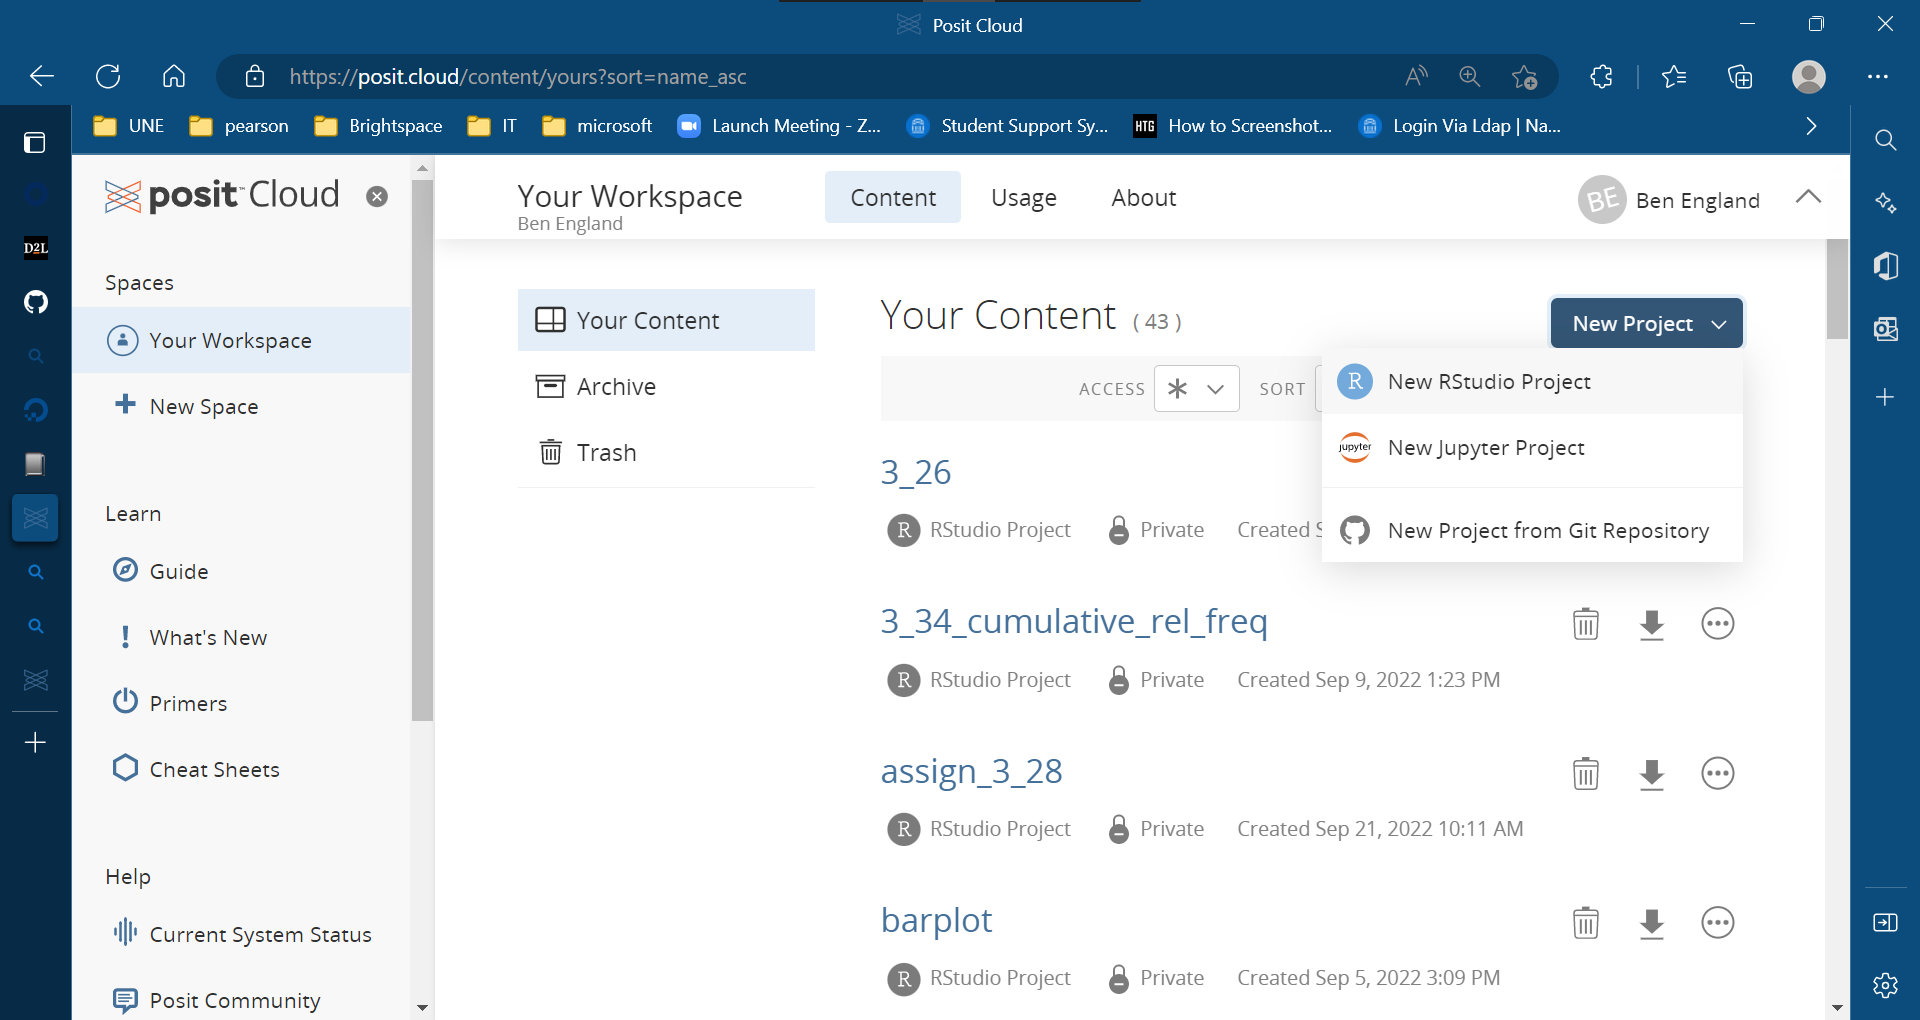 Posit Cloud
https://posit.cloud/content/yours?sort=name_asc
UNE
pearson
Brightspace
IT
microsoft
Launch Meeting - Z...
Student Support Sy...
HTG
How to Screenshot...
Login Via Ldap | Na...
D2L
posit™ Cloud
Spaces
Your Workspace
New Space
Learn
Guide
What's New
Primers
Cheat Sheets
Help
Current System Status
Posit Community
Your Workspace
Ben England
Content
Usage
About
BE
Ben England
Your Content
Archive
Trash
Your Content ( 43 )
New Project
ACCESS
*
SORT
R New RStudio Project
jupyter New Jupyter Project
New Project from Git Repository
3_26
R RStudio Project Private Created S
3_34_cumulative_rel_freq
R RStudio Project Private Created Sep 9, 2022 1:23 PM
assign_3_28
R RStudio Project Private Created Sep 21, 2022 10:11 AM
barplot
R RStudio Project Private Created Sep 5, 2022 3:09 PM